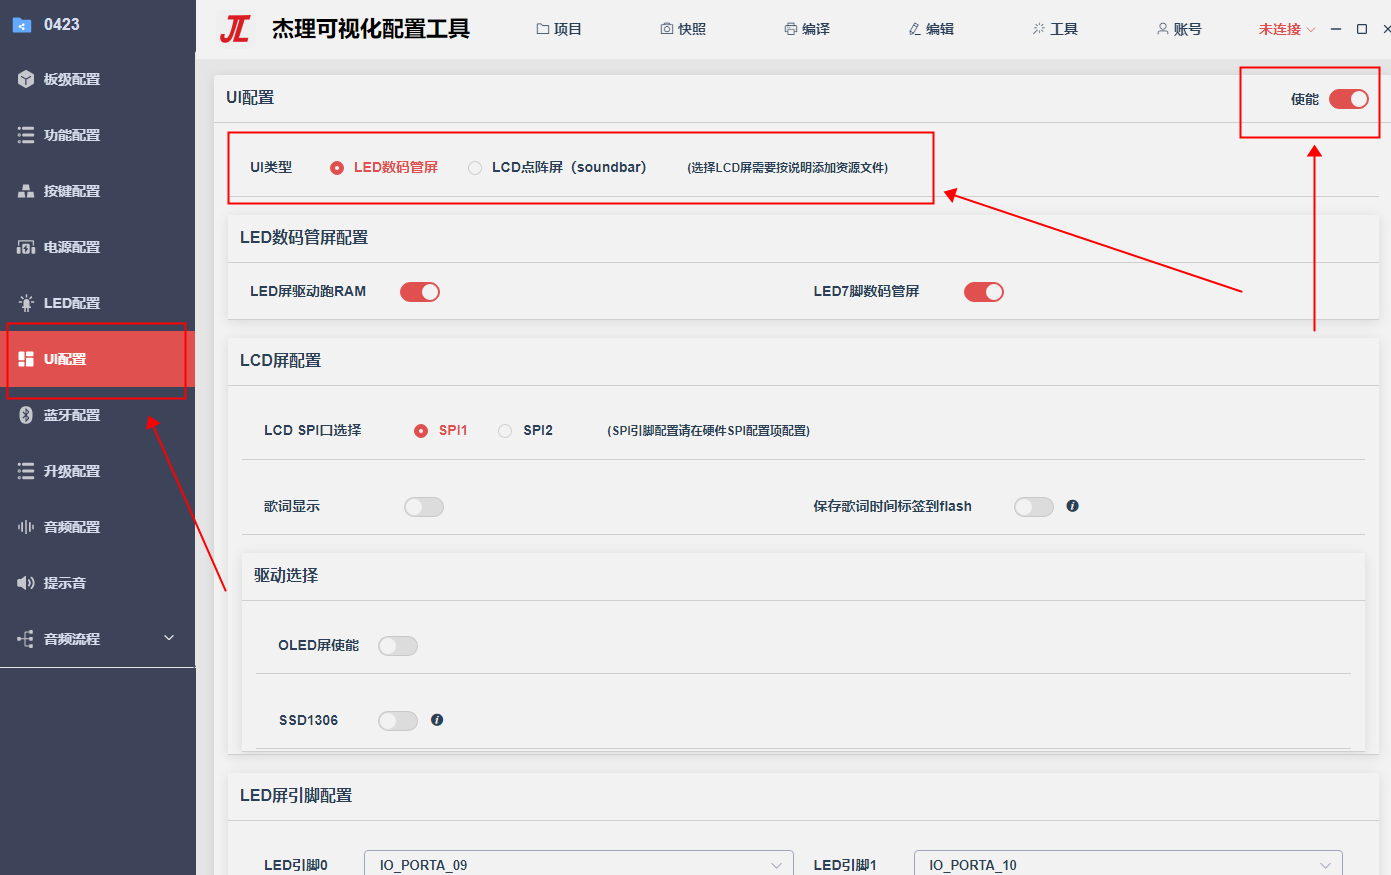 0423
板级配置
功能配置
按键配置
电源配置
LED配置
UI配置
蓝牙配置
升级配置
音频配置
提示音
音频流程
JL 杰理可视化配置工具 项目 快照 编译 编辑 工具 账号 未连接
UI配置 使能
UI类型 LED数码管屏 LCD点阵屏（soundbar） (选择LCD屏需要按说明添加资源文件)
LED数码管屏配置
LED屏驱动跑RAM LED7脚数码管屏
LCD屏配置
LCD SPI口选择 SPI1 SPI2 (SPI引脚配置请在硬件SPI配置项配置)
歌词显示 保存歌词时间标签到flash
驱动选择
OLED屏使能
SSD1306
LED屏引脚配置
LED引脚0 IO_PORTA_09 LED引脚1 IO_PORTA_10